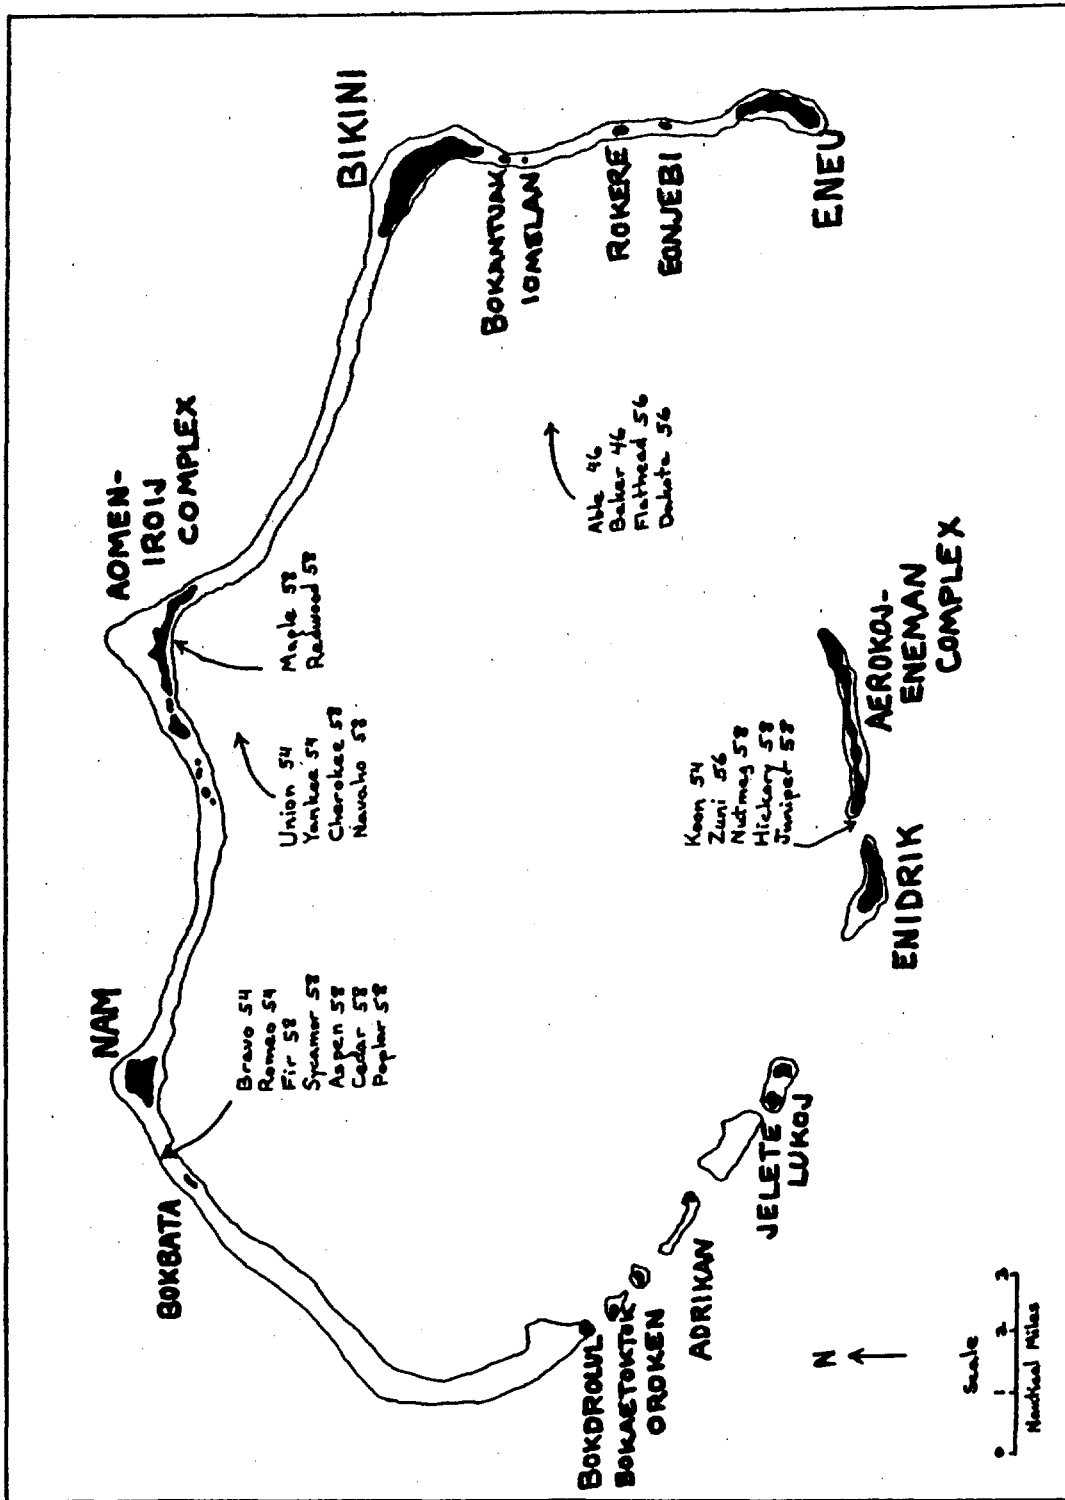 BIKINI
AOMEN-
IROIJ
COMPLEX
NAM
BOKBATA
BOKANTUAK
IOMELAN
ROKERE
EONJEBI
ENEU
Bravo 54
Romeo 54
Fir 58
Sycamor 58
Aspen 58
Cedar 58
Poplar 58
Union 54
Yankee 54
Cherokee 58
Navaho 58
Maple 58
Redwood 58
Able 46
Baker 46
Flathead 56
Dakota 56
Koon 54
Zuni 56
Nutmeg 58
Hickory 58
Juniper 58
AEROKOJ-
ENEMAN
COMPLEX
ENIDRIK
JELETE
LUKOJ
ADRIKAN
OROKEN
BOKAETOKTOK
BOKDROLUL
N
Scale
0 1 2 3
Nautical Miles